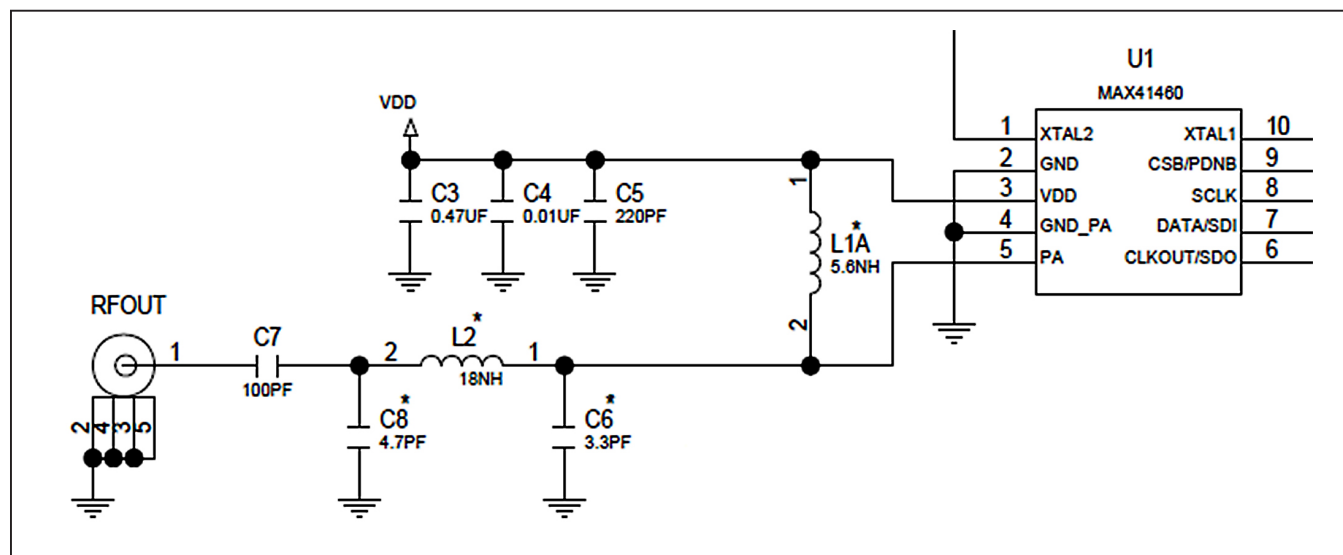 U1
MAX41460
VDD
1 XTAL2 XTAL1 10
2 GND CSB/PDNB 9
3 VDD SCLK 8
4 GND_PA DATA/SDI 7
5 PA CLKOUT/SDO 6
C3
0.47UF
C4
0.01UF
C5
220PF
1
L1A*
5.6NH
2
RFOUT
1
C7
100PF
2
L2*
1
18NH
C8*
4.7PF
C6*
3.3PF
2 4 3 5